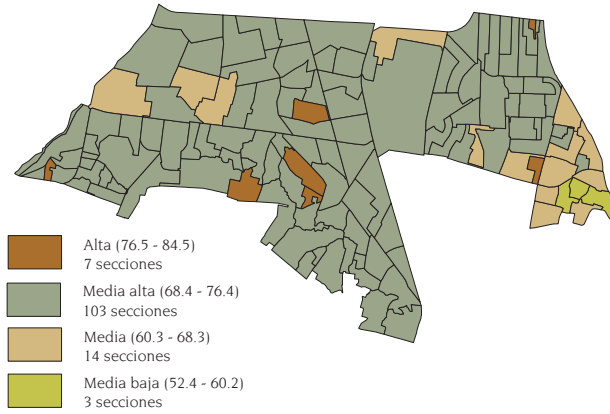 Alta (76.5 - 84.5)
7 secciones
Media alta (68.4 - 76.4)
103 secciones
Media (60.3 - 68.3)
14 secciones
Media baja (52.4 - 60.2)
3 secciones